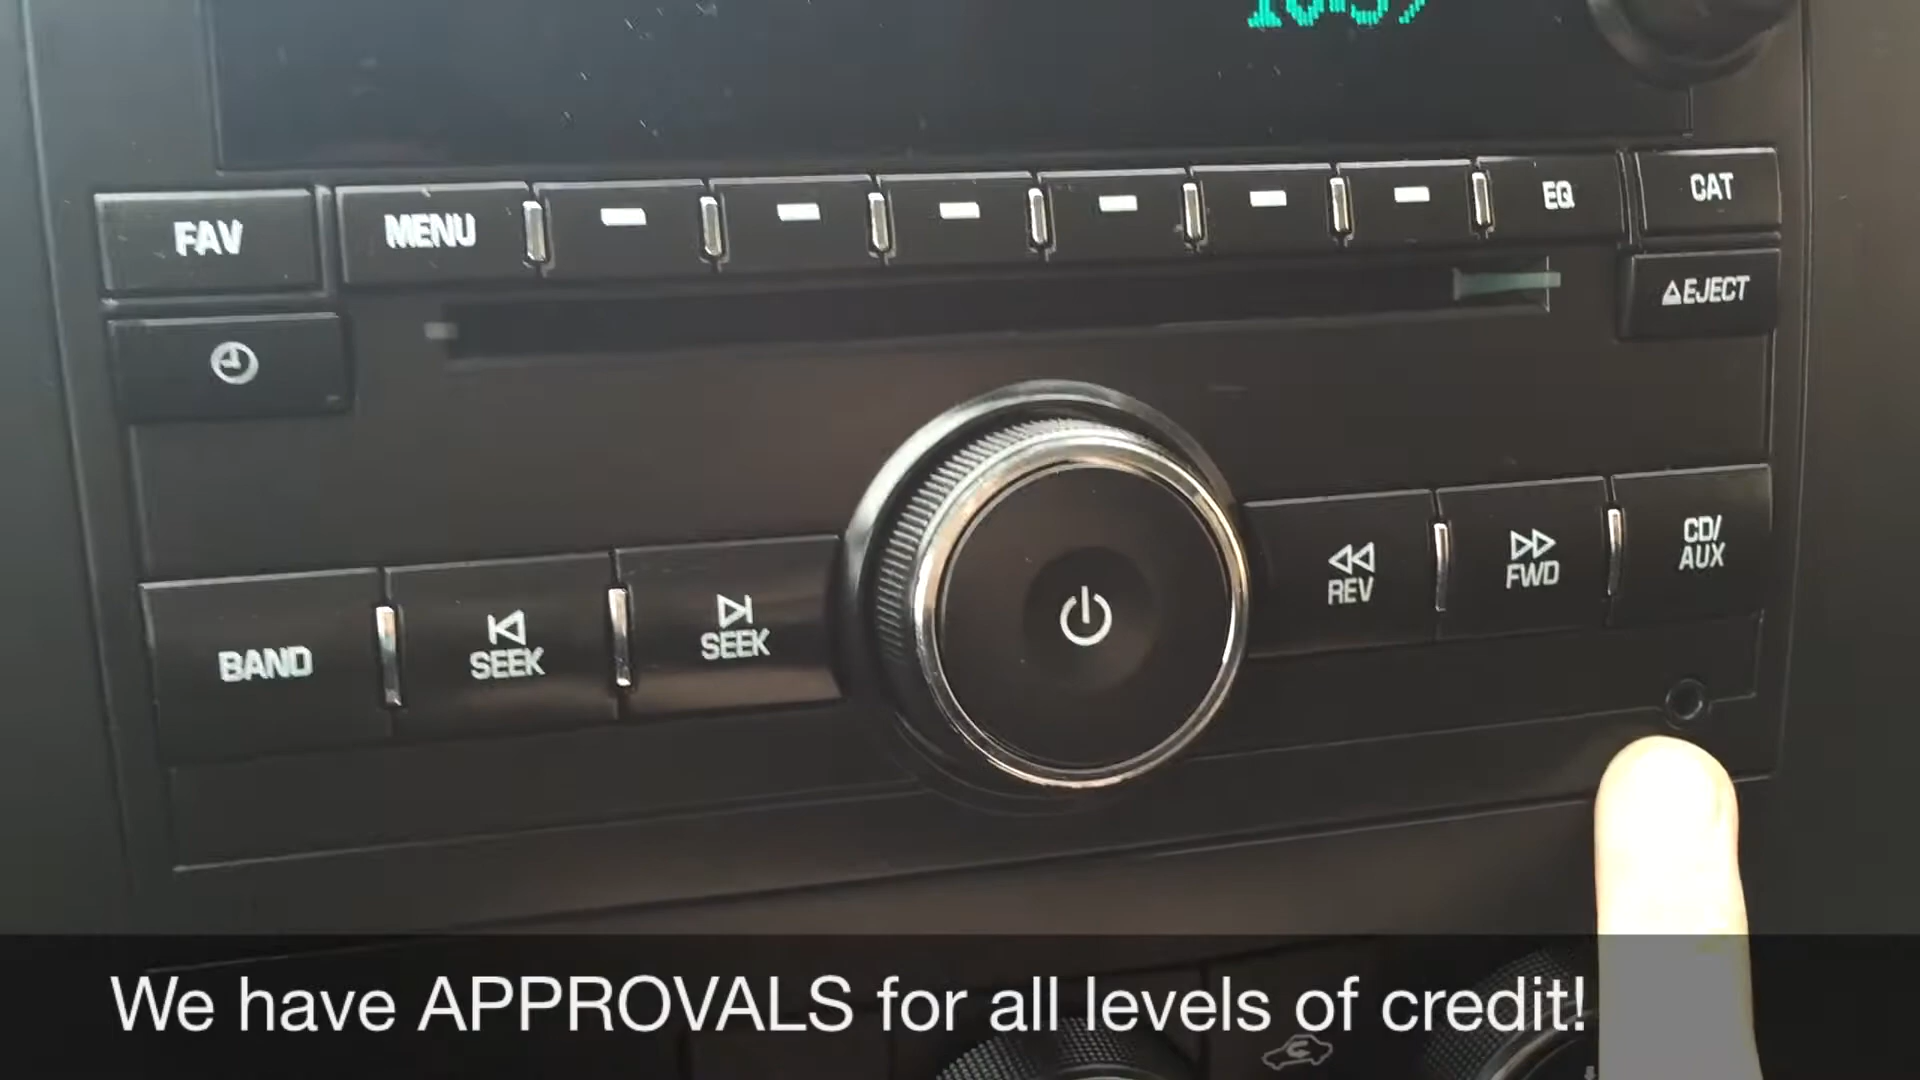 FAV
MENU
EQ
CAT
EJECT
BAND
SEEK
SEEK
REV
FWD
CD/
AUX
We have APPROVALS for all levels of credit!